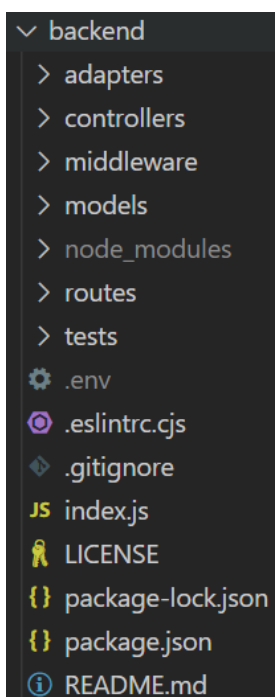 backend
adapters
controllers
middleware
models
node_modules
routes
tests
.env
.eslintrc.cjs
.gitignore
JS index.js
LICENSE
{} package-lock.json
{} package.json
README.md